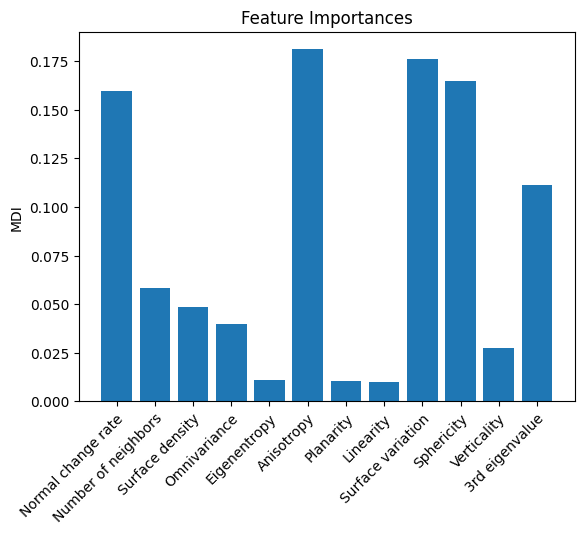 Feature Importances
MDI
0.175
0.150
0.125
0.100
0.075
0.050
0.025
0.000
Normal change rate
Number of neighbors
Surface density
Omnivariance
Eigenentropy
Anisotropy
Planarity
Linearity
Surface variation
Sphericity
Verticality
3rd eigenvalue